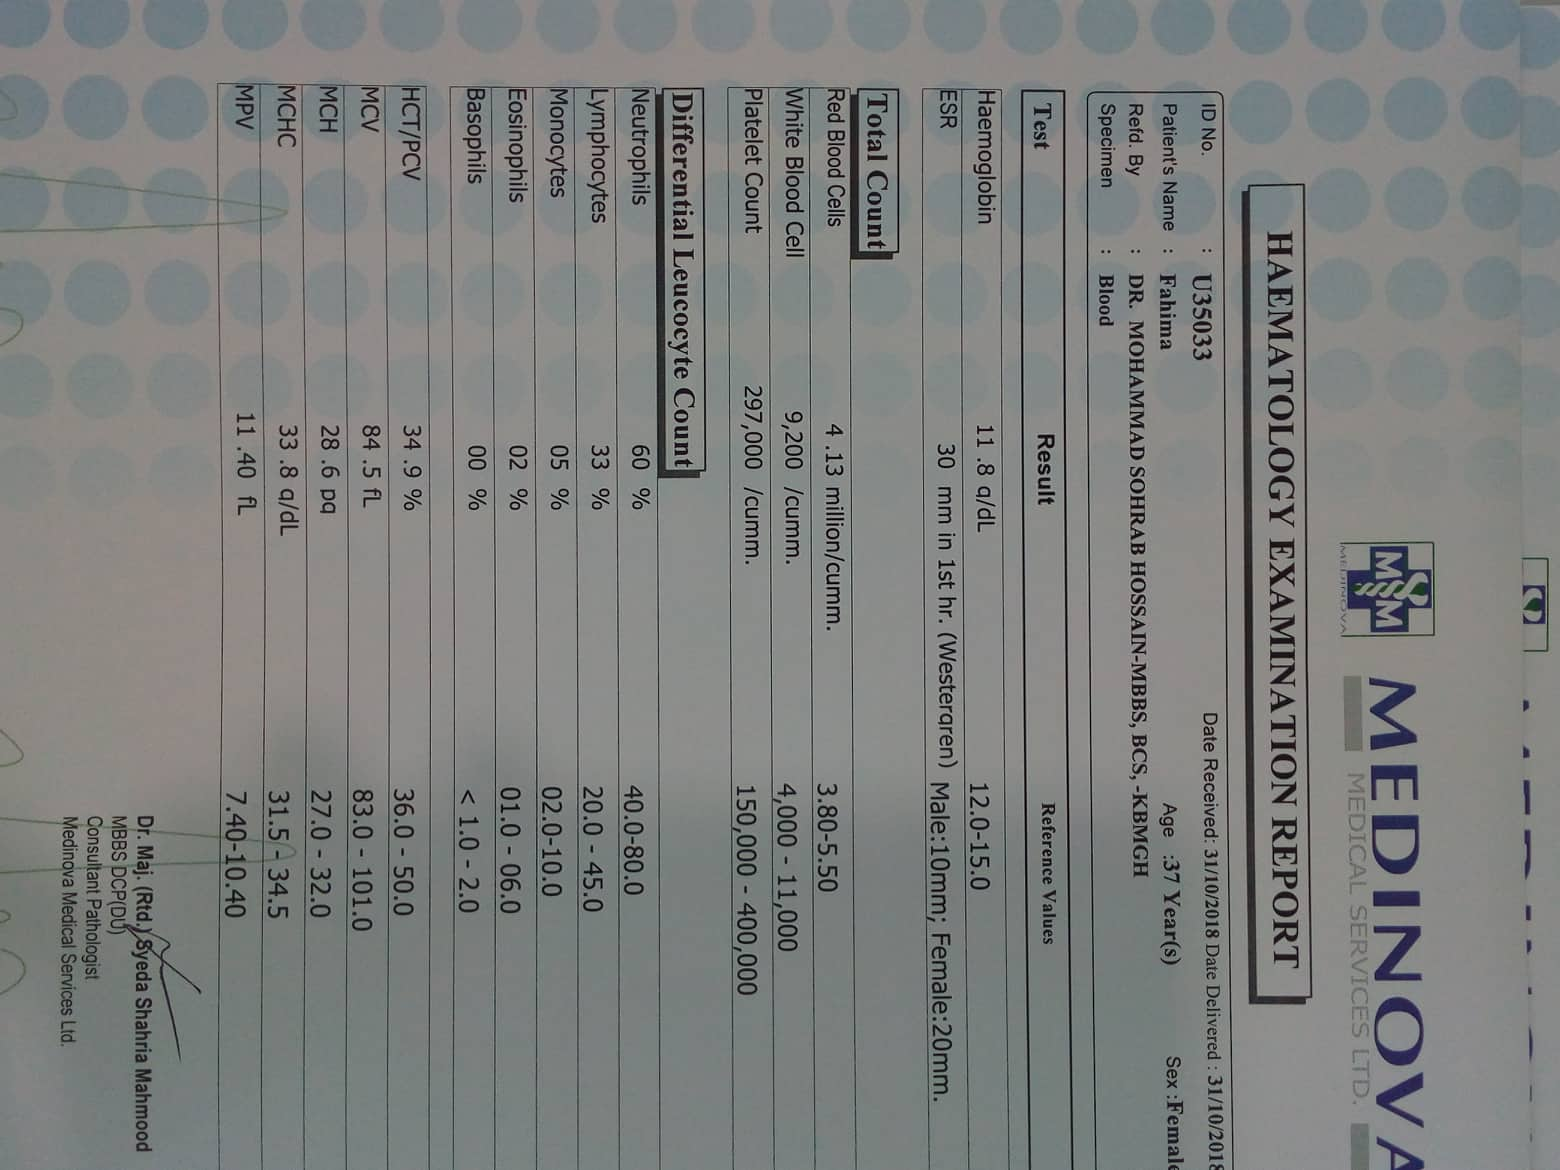 MEDINOVA
MEDICAL SERVICES LTD.
MSM
MEDINOVA
HAEMATOLOGY EXAMINATION REPORT
ID No. : U35033 Date Received: 31/10/2018 Date Delivered : 31/10/2018
Patient's Name : Fahima Age :37 Year(s) Sex :Female
Refd. By : DR. MOHAMMAD SOHRAB HOSSAIN-MBBS, BCS, -KBMGH
Specimen : Blood
Test Result Reference Values
Haemoglobin 11 .8 g/dL 12.0-15.0
ESR 30 mm in 1st hr. (Westergren) Male:10mm; Female:20mm.
Total Count
Red Blood Cells 4 .13 million/cumm. 3.80-5.50
White Blood Cell 9,200 /cumm. 4,000 - 11,000
Platelet Count 297,000 /cumm. 150,000 - 400,000
Differential Leucocyte Count
Neutrophils 60 % 40.0-80.0
Lymphocytes 33 % 20.0 - 45.0
Monocytes 05 % 02.0-10.0
Eosinophils 02 % 01.0 - 06.0
Basophils 00 % < 1.0 - 2.0
HCT/PCV 34 .9 % 36.0 - 50.0
MCV 84 .5 fL 83.0 - 101.0
MCH 28 .6 pg 27.0 - 32.0
MCHC 33 .8 g/dL 31.5 - 34.5
MPV 11 .40 fL 7.40-10.40
Dr. Maj. (Rtd.) Syeda Shahria Mahmood
MBBS DCP(DU)
Consultant Pathologist
Medinova Medical Services Ltd.